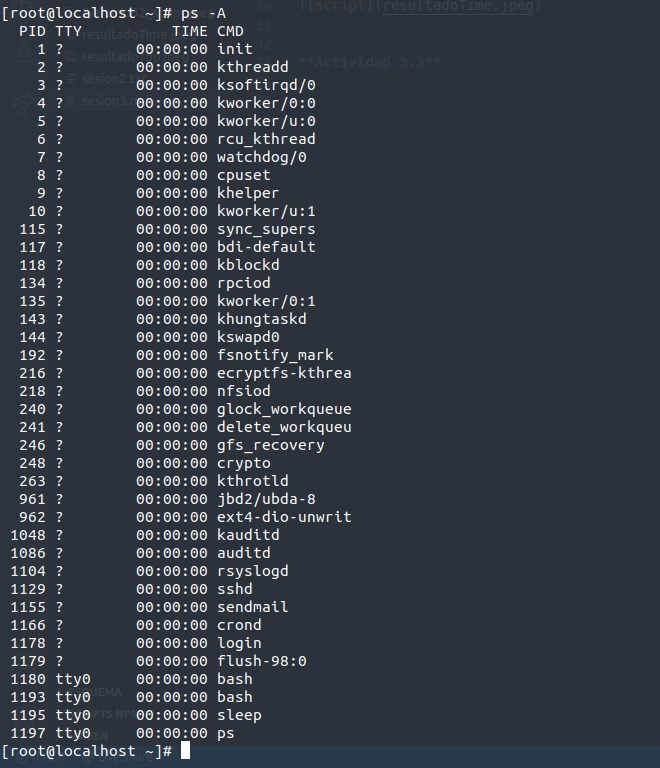 [root@localhost ~]# ps -A
PID TTY TIME CMD
1 ? 00:00:00 init
2 ? 00:00:00 kthreadd
3 ? 00:00:00 ksoftirqd/0
4 ? 00:00:00 kworker/0:0
5 ? 00:00:00 kworker/u:0
6 ? 00:00:00 rcu_kthread
7 ? 00:00:00 watchdog/0
8 ? 00:00:00 cpuset
9 ? 00:00:00 khelper
10 ? 00:00:00 kworker/u:1
115 ? 00:00:00 sync_supers
117 ? 00:00:00 bdi-default
118 ? 00:00:00 kblockd
134 ? 00:00:00 rpciod
135 ? 00:00:00 kworker/0:1
143 ? 00:00:00 khungtaskd
144 ? 00:00:00 kswapd0
192 ? 00:00:00 fsnotify_mark
216 ? 00:00:00 ecryptfs-kthrea
218 ? 00:00:00 nfsiod
240 ? 00:00:00 glock_workqueue
241 ? 00:00:00 delete_workqueu
246 ? 00:00:00 gfs_recovery
248 ? 00:00:00 crypto
263 ? 00:00:00 kthrotld
961 ? 00:00:00 jbd2/ubda-8
962 ? 00:00:00 ext4-dio-unwrit
1048 ? 00:00:00 kauditd
1086 ? 00:00:00 auditd
1104 ? 00:00:00 rsyslogd
1129 ? 00:00:00 sshd
1155 ? 00:00:00 sendmail
1166 ? 00:00:00 crond
1178 ? 00:00:00 login
1179 ? 00:00:00 flush-98:0
1180 tty0 00:00:00 bash
1193 tty0 00:00:00 bash
1195 tty0 00:00:00 sleep
1197 tty0 00:00:00 ps
[root@localhost ~]#
30 ![script](resultadoTime.jpeg)
31
32
**Actividad 3.3**